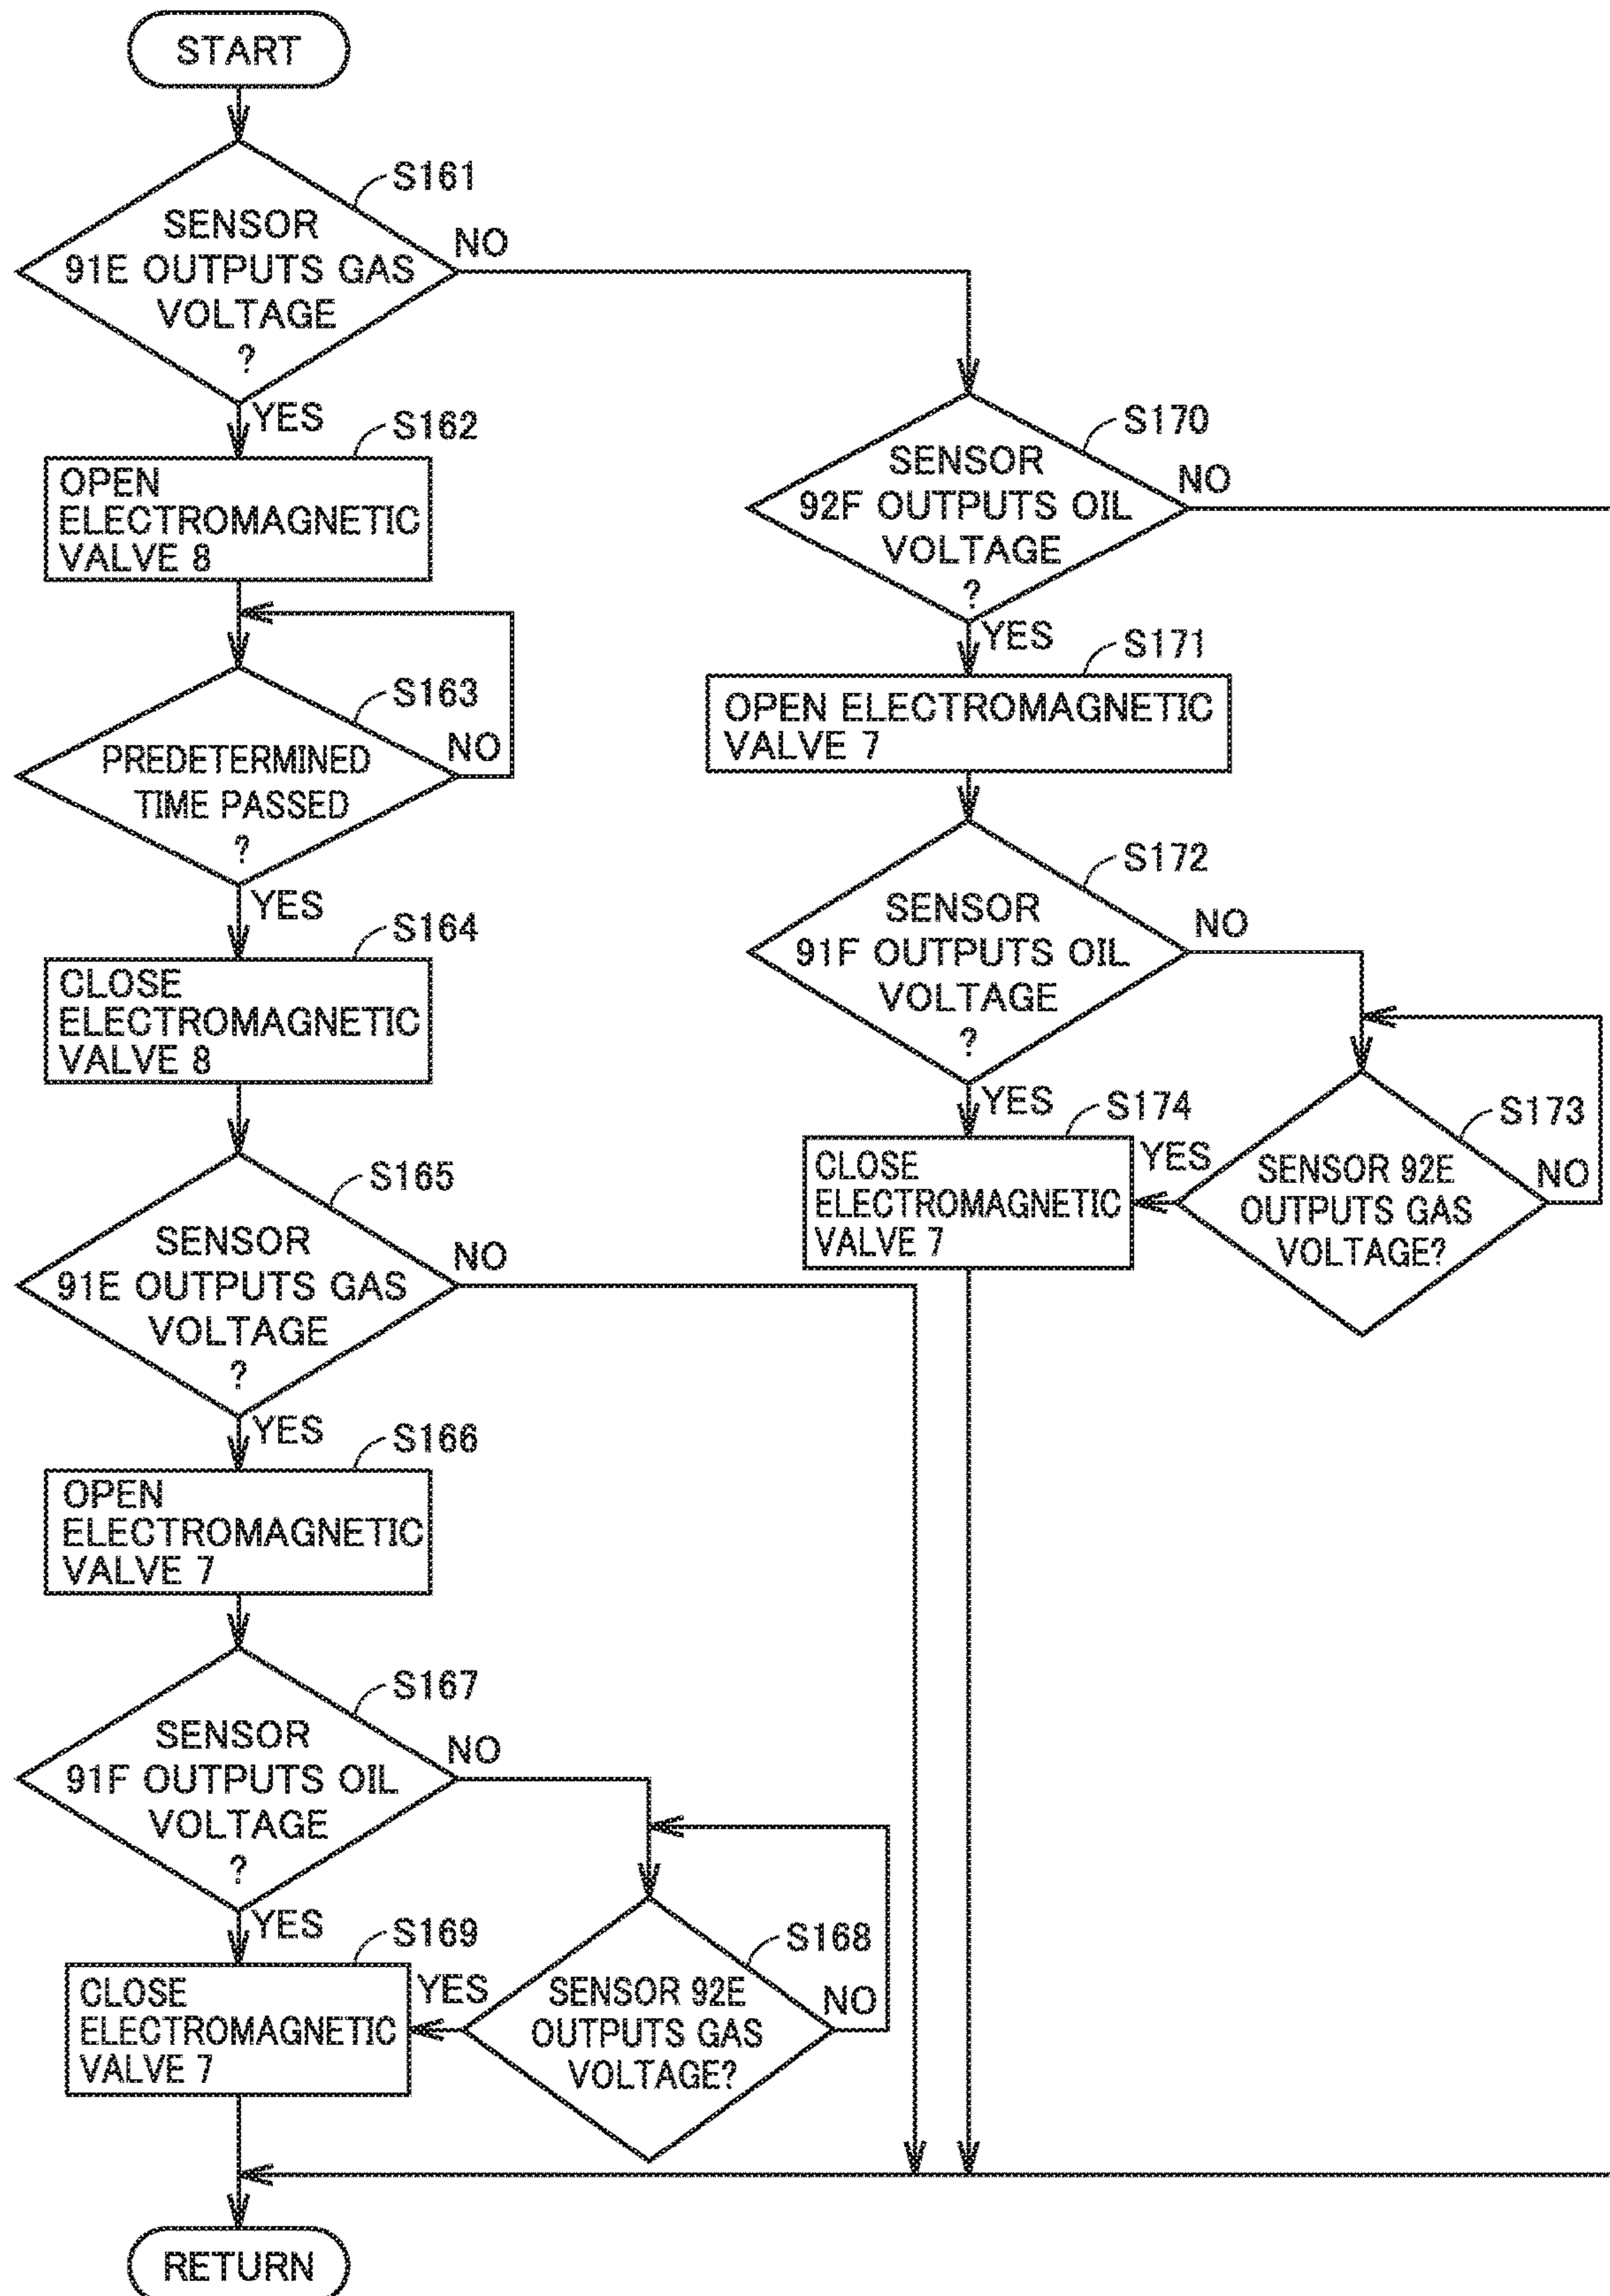 START
S161
SENSOR
91E OUTPUTS GAS
VOLTAGE
?
NO
YES
S162
OPEN
ELECTROMAGNETIC
VALVE 8
S163
PREDETERMINED
TIME PASSED
?
NO
YES
S164
CLOSE
ELECTROMAGNETIC
VALVE 8
S165
SENSOR
91E OUTPUTS GAS
VOLTAGE
?
NO
YES
S166
OPEN
ELECTROMAGNETIC
VALVE 7
S167
SENSOR
91F OUTPUTS OIL
VOLTAGE
?
NO
YES
S168
SENSOR 92E
OUTPUTS GAS
VOLTAGE?
NO
YES
S169
CLOSE
ELECTROMAGNETIC
VALVE 7
S170
SENSOR
92F OUTPUTS OIL
VOLTAGE
?
NO
YES
S171
OPEN ELECTROMAGNETIC
VALVE 7
S172
SENSOR
91F OUTPUTS OIL
VOLTAGE
?
NO
YES
S173
SENSOR 92E
OUTPUTS GAS
VOLTAGE?
NO
YES
S174
CLOSE
ELECTROMAGNETIC
VALVE 7
RETURN